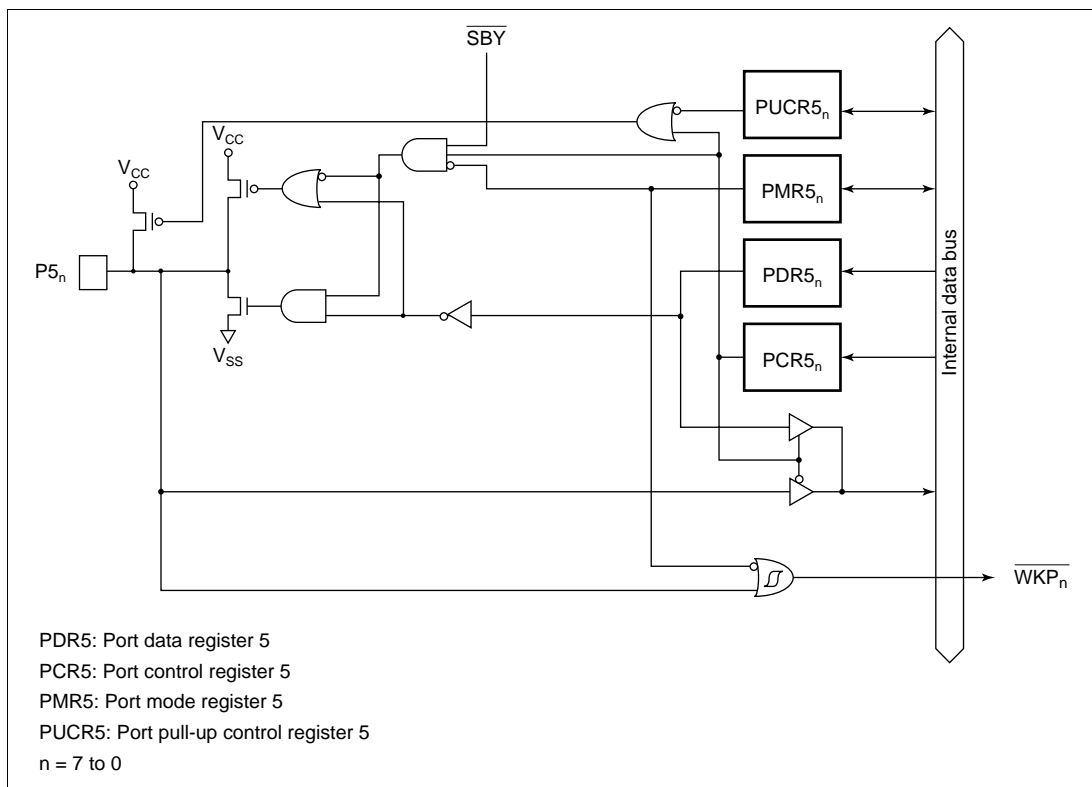 SBY
PUCR5n
VCC
VCC
PMR5n
P5n
PDR5n
VSS
PCR5n
Internal data bus
WKPn
PDR5: Port data register 5
PCR5: Port control register 5
PMR5: Port mode register 5
PUCR5: Port pull-up control register 5
n = 7 to 0